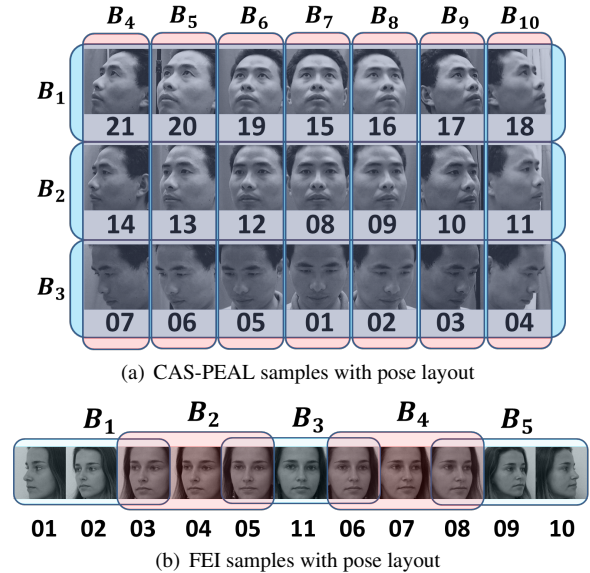 B4 B5 B6 B7 B8 B9 B10
B1
21 20 19 15 16 17 18
B2
14 13 12 08 09 10 11
B3
07 06 05 01 02 03 04
(a) CAS-PEAL samples with pose layout
B1 B2 B3 B4 B5
01 02 03 04 05 11 06 07 08 09 10
(b) FEI samples with pose layout